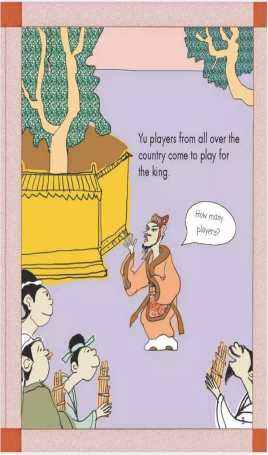 Yu players from all over the
country come to play for
the king.
How many
players?